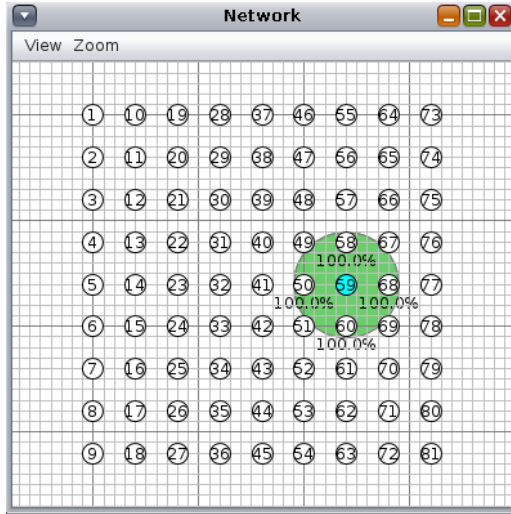 Network
View Zoom
1 10 19 28 37 46 55 64 73
2 11 20 29 38 47 56 65 74
3 12 21 30 39 48 57 66 75
4 13 22 31 40 49 58 67 76
100.0%
5 14 23 32 41 50 59 68 77
100.0% 100.0%
6 15 24 33 42 51 60 69 78
100.0%
7 16 25 34 43 52 61 70 79
8 17 26 35 44 53 62 71 80
9 18 27 36 45 54 63 72 81